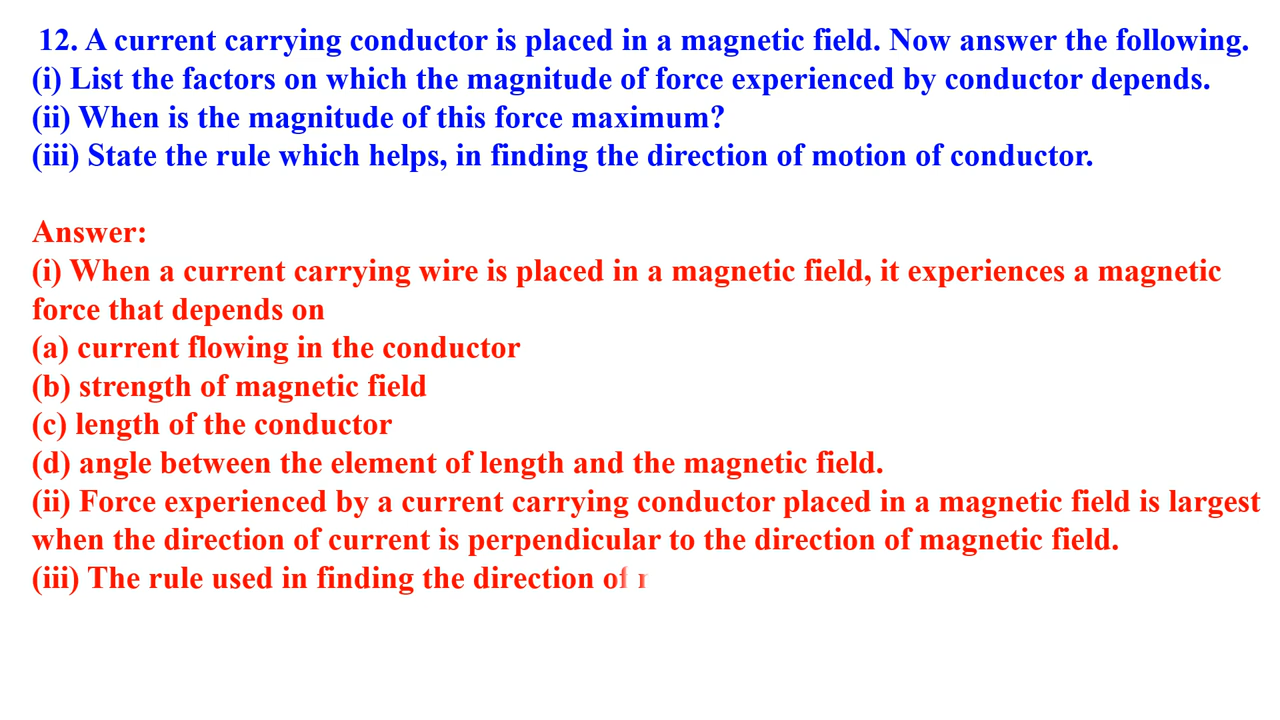 12. A current carrying conductor is placed in a magnetic field. Now answer the following.
(i) List the factors on which the magnitude of force experienced by conductor depends.
(ii) When is the magnitude of this force maximum?
(iii) State the rule which helps, in finding the direction of motion of conductor.
Answer:
(i) When a current carrying wire is placed in a magnetic field, it experiences a magnetic
force that depends on
(a) current flowing in the conductor
(b) strength of magnetic field
(c) length of the conductor
(d) angle between the element of length and the magnetic field.
(ii) Force experienced by a current carrying conductor placed in a magnetic field is largest
when the direction of current is perpendicular to the direction of magnetic field.
(iii) The rule used in finding the direction of